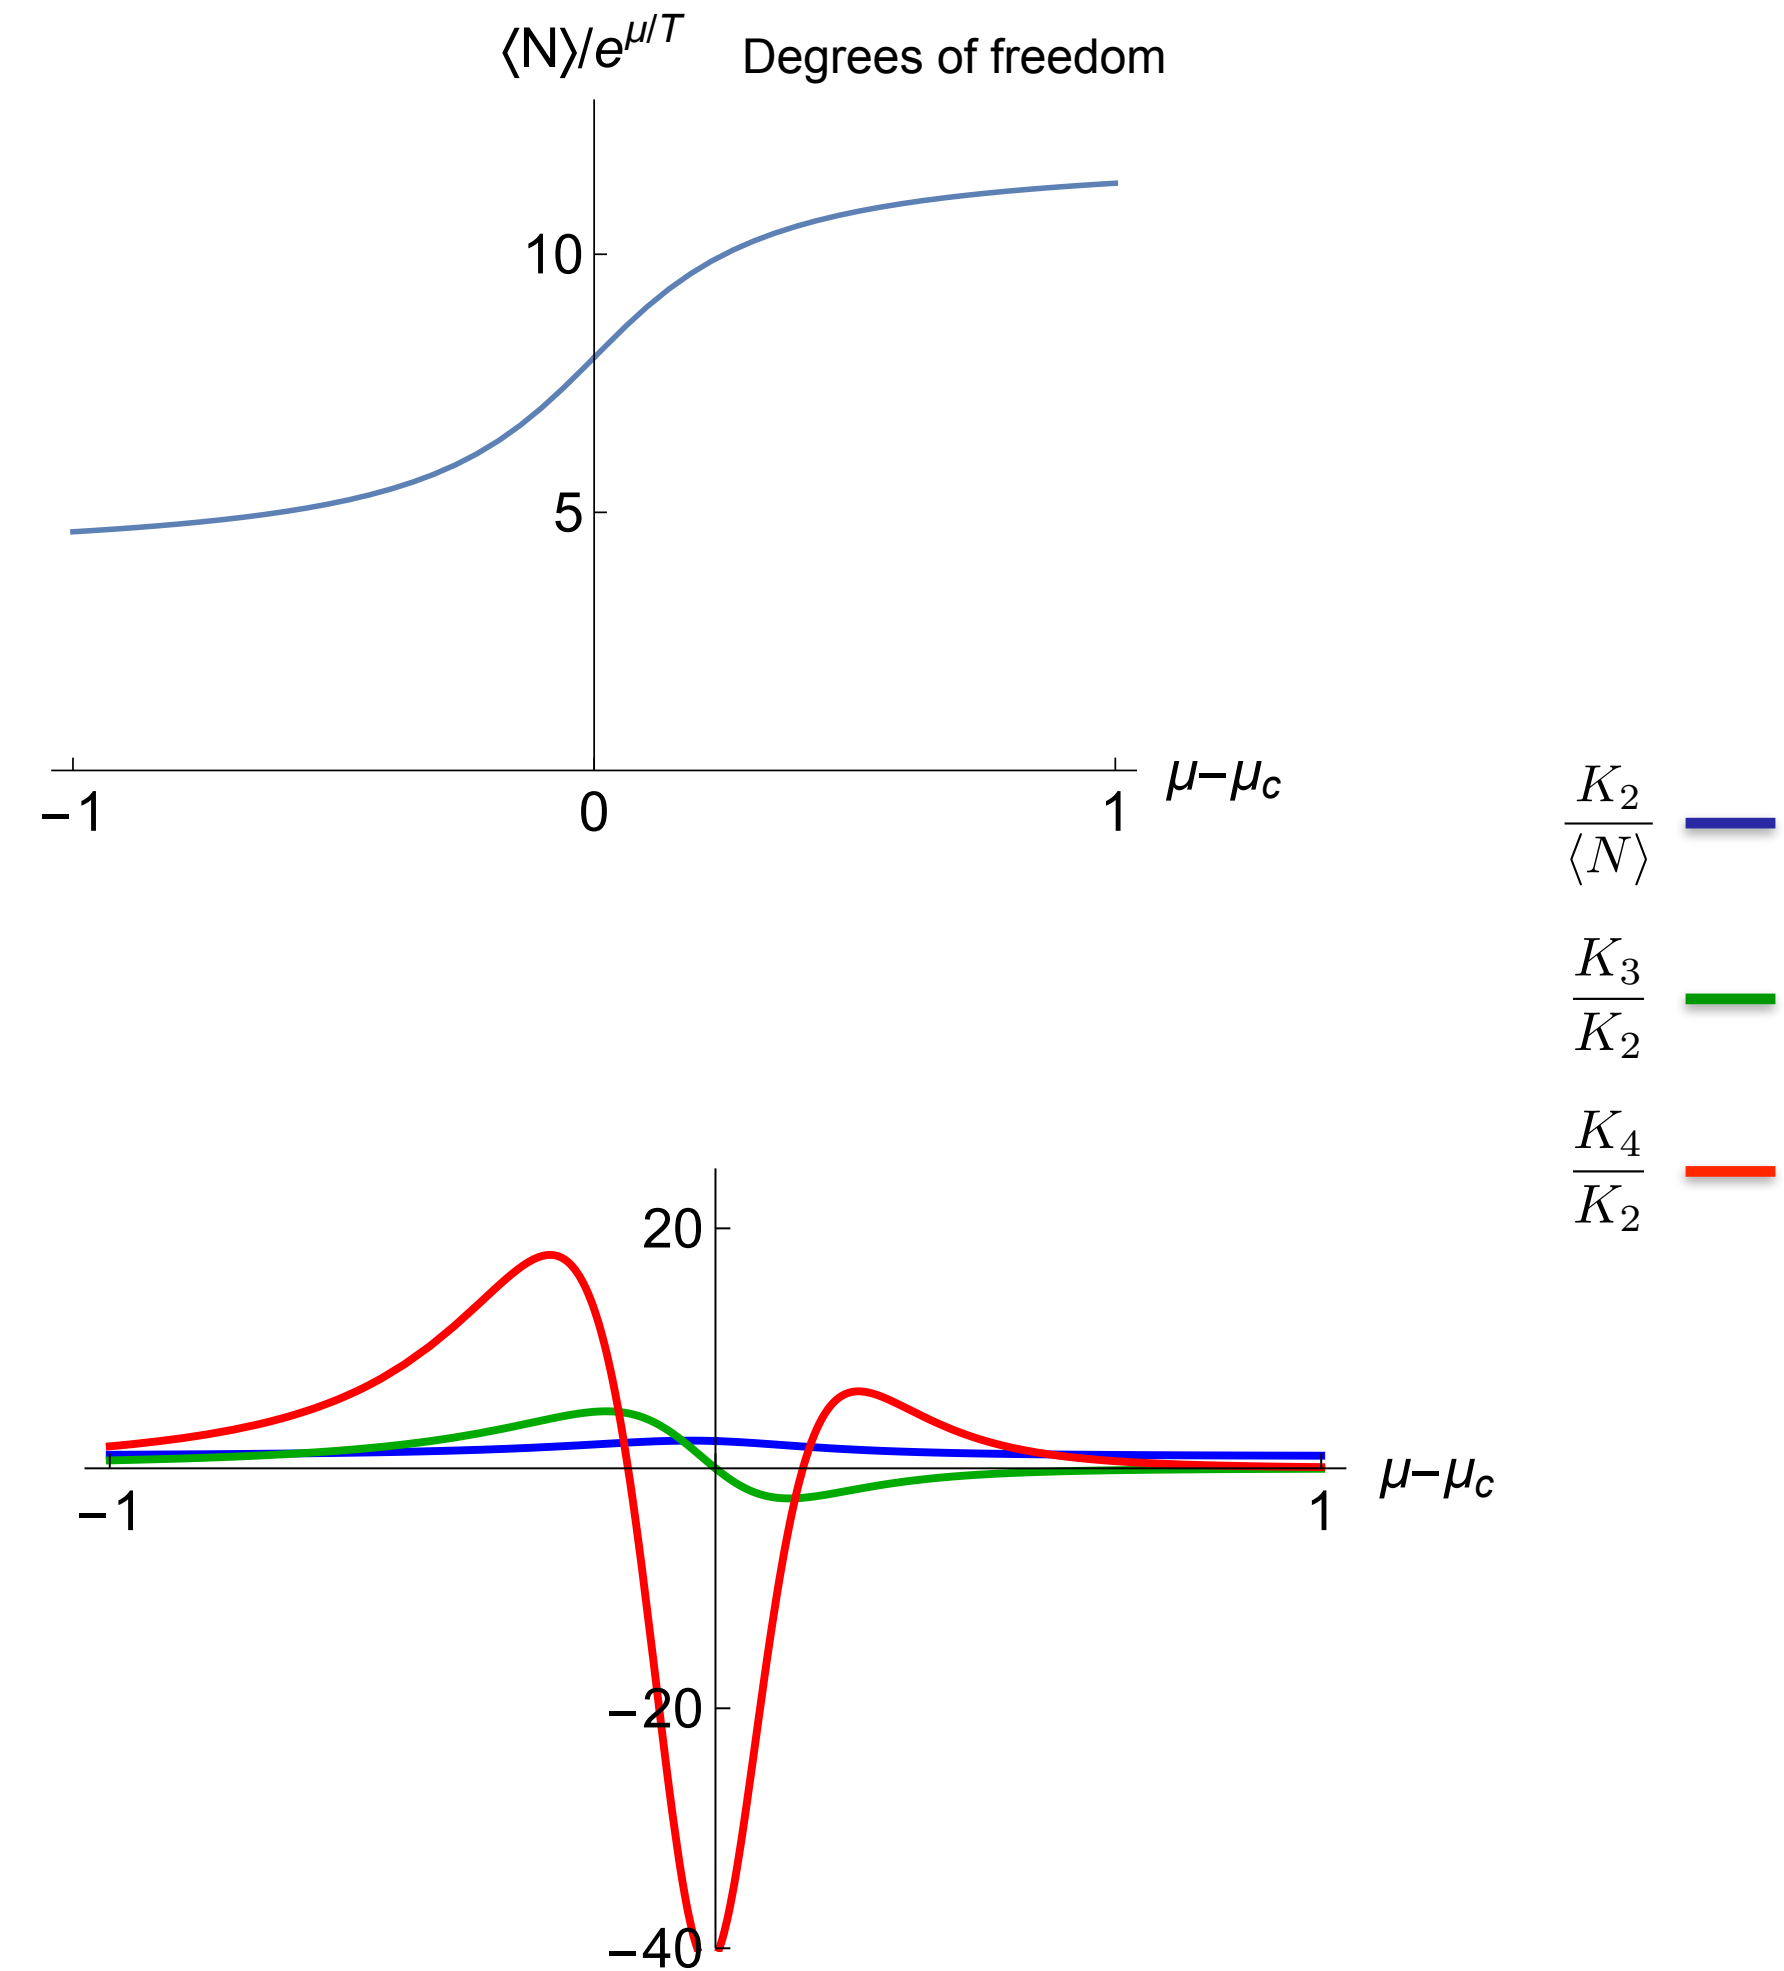 ⟨N⟩/e^{μ/T} Degrees of freedom
10
5
−1 0 1 μ−μ_c
K_2
⟨N⟩
K_3
K_2
K_4
K_2
20
−1 1 μ−μ_c
−20
−40